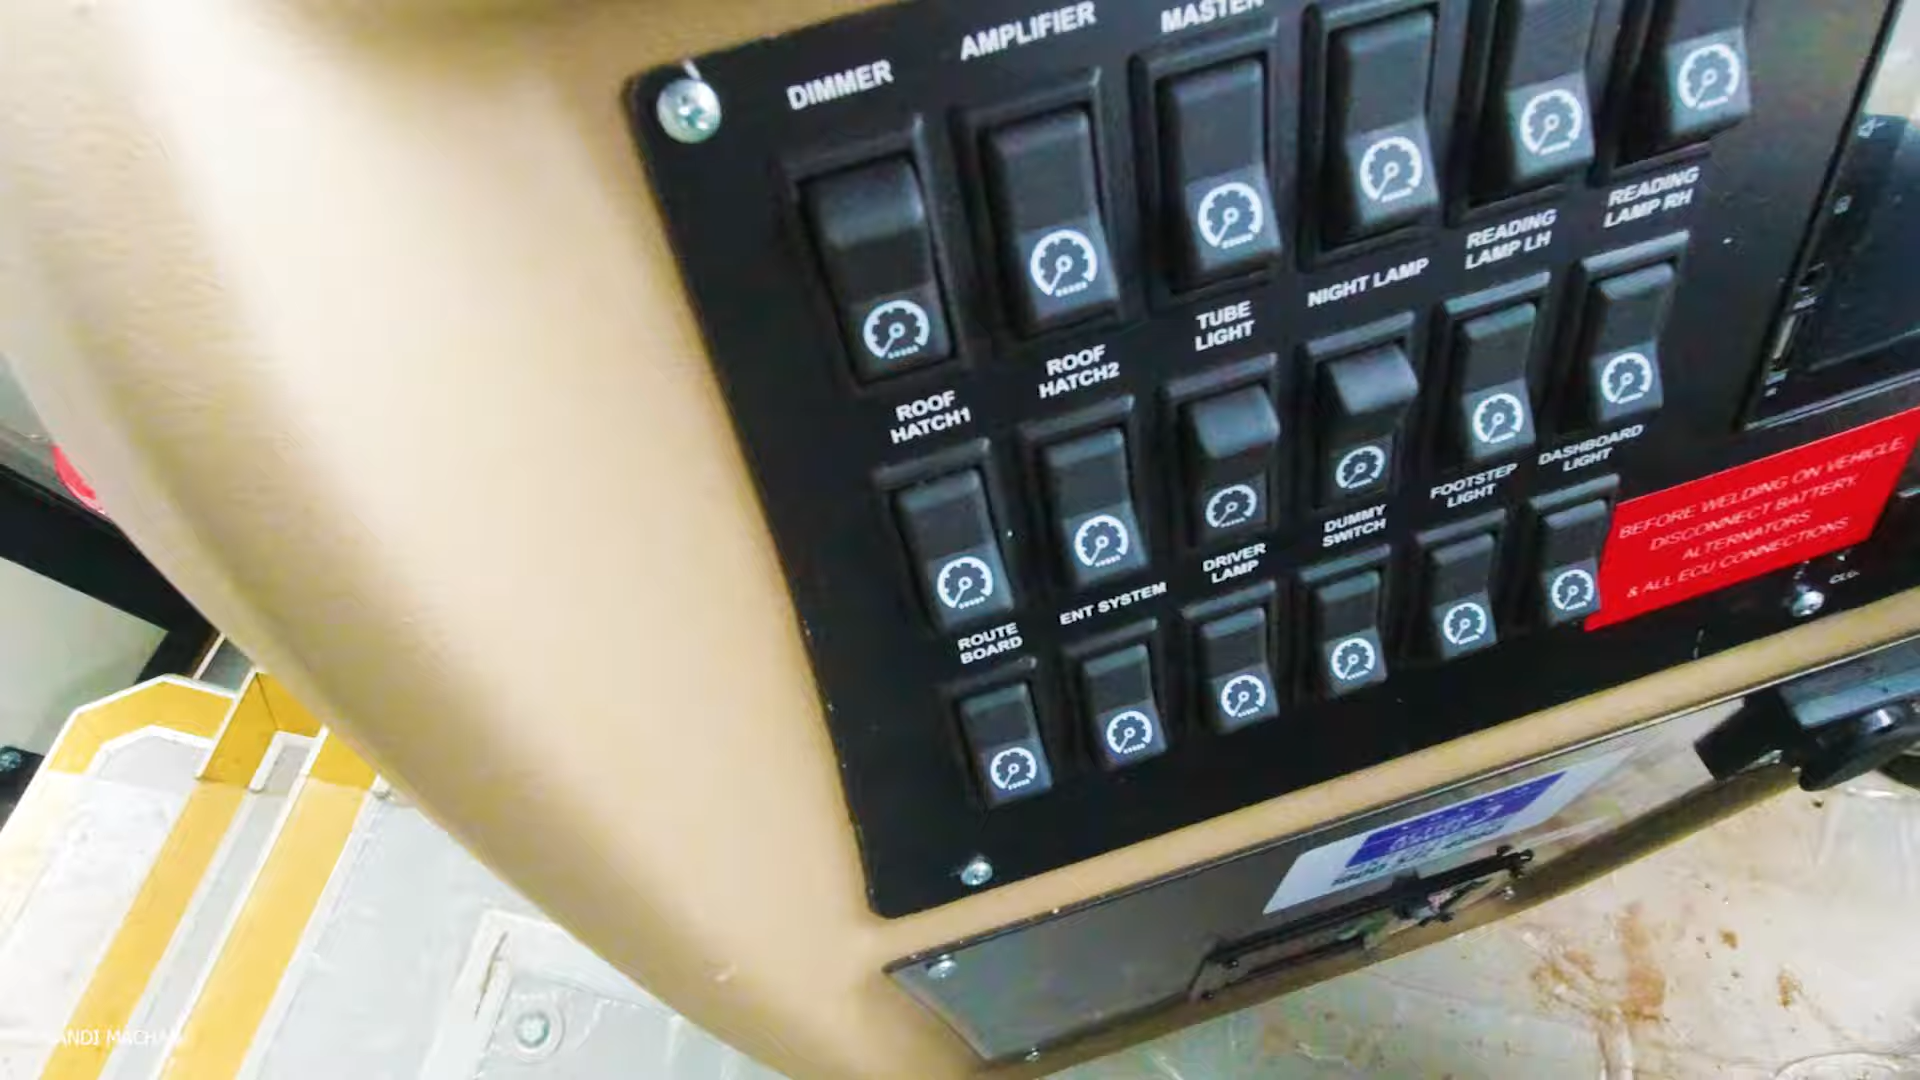 DIMMER
AMPLIFIER
MASTER
ROOF
HATCH1
ROOF
HATCH2
TUBE
LIGHT
NIGHT LAMP
READING
LAMP LH
READING
LAMP RH
ROUTE
BOARD
ENT SYSTEM
DRIVER
LAMP
DUMMY
SWITCH
FOOTSTEP
LIGHT
DASHBOARD
LIGHT
BEFORE WELDING ON VEHICLE
DISCONNECT BATTERY
ALTERNATORS
& ALL ECU CONNECTIONS